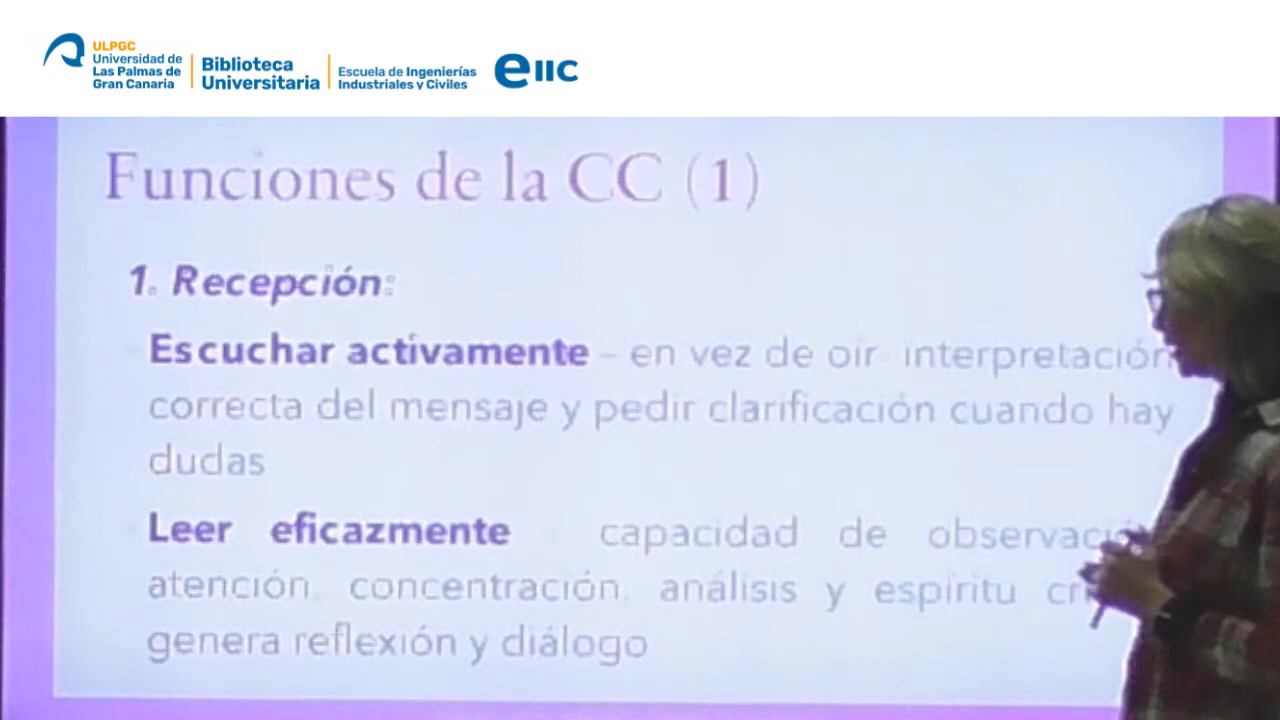 ULPGC
Universidad de
Las Palmas de
Gran Canaria
Biblioteca
Universitaria
Escuela de Ingenierías
Industriales y Civiles
eiic
Funciones de la CC (1)
1. Recepción:
Escuchar activamente – en vez de oir interpretación
correcta del mensaje y pedir clarificación cuando hay
dudas
Leer eficazmente capacidad de
atención concentración, análisis y espíritu
genera reflexión y diálogo